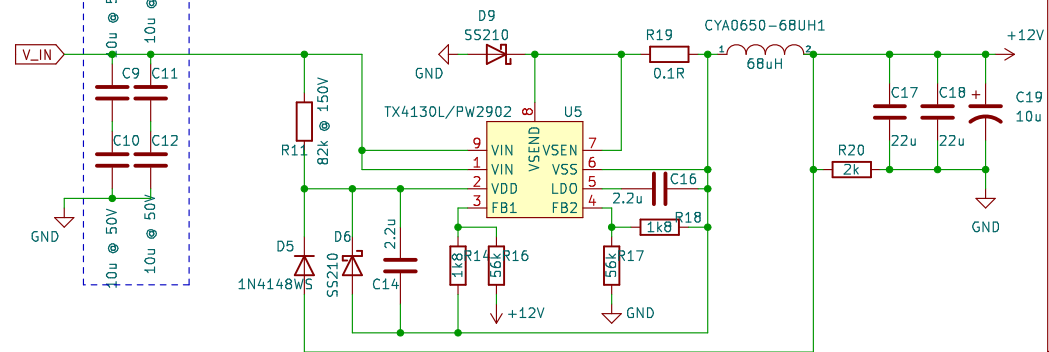 10u @ 5
10u @
V_IN
C9
C11
C10
C12
GND
10u @ 50V
10u @ 50V
R11
82k @ 150V
D9
SS210
GND
R19
0.1R
CYA0650-68UH1
1
2
68uH
+12V
TX4130L/PW2902
U5
8
VSEND
9
VIN
1
VIN
2
VDD
3
FB1
VSEN
7
VSS
6
LDO
5
FB2
4
C16
2.2u
R18
1k8
D5
1N4148WS
D6
SS210
2.2u
C14
R14
1k8
R16
56k
+12V
R17
56k
GND
R20
2k
C17
22u
C18
22u
+
C19
10u
GND